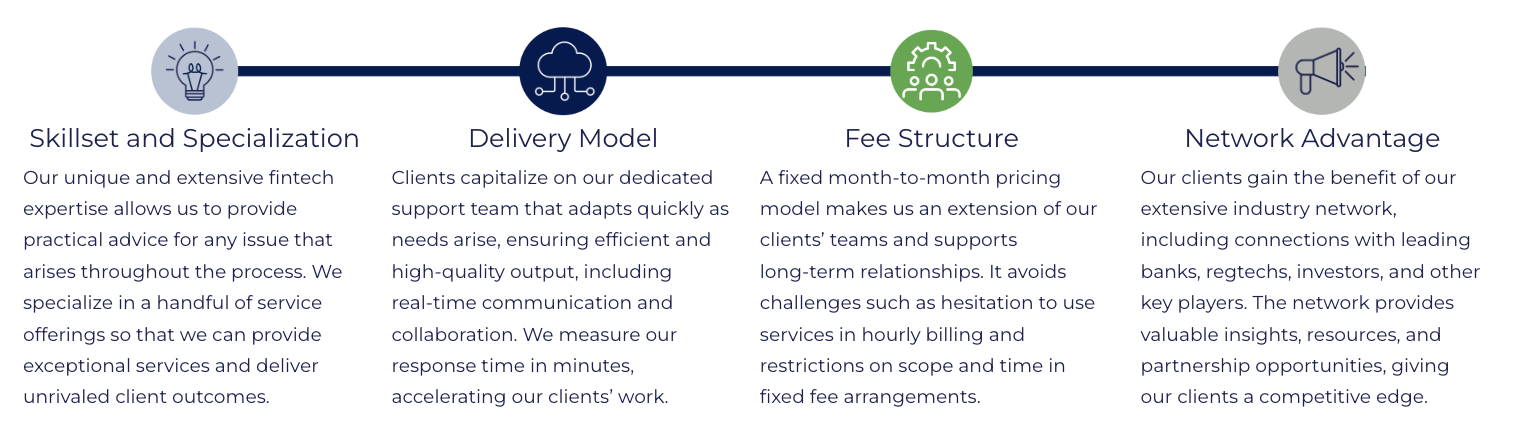 Skillset and Specialization
Our unique and extensive fintech
expertise allows us to provide
practical advice for any issue that
arises throughout the process. We
specialize in a handful of service
offerings so that we can provide
exceptional services and deliver
unrivaled client outcomes.
Delivery Model
Clients capitalize on our dedicated
support team that adapts quickly as
needs arise, ensuring efficient and
high-quality output, including
real-time communication and
collaboration. We measure our
response time in minutes,
accelerating our clients’ work.
Fee Structure
A fixed month-to-month pricing
model makes us an extension of our
clients’ teams and supports
long-term relationships. It avoids
challenges such as hesitation to use
services in hourly billing and
restrictions on scope and time in
fixed fee arrangements.
Network Advantage
Our clients gain the benefit of our
extensive industry network,
including connections with leading
banks, regtechs, investors, and other
key players. The network provides
valuable insights, resources, and
partnership opportunities, giving
our clients a competitive edge.